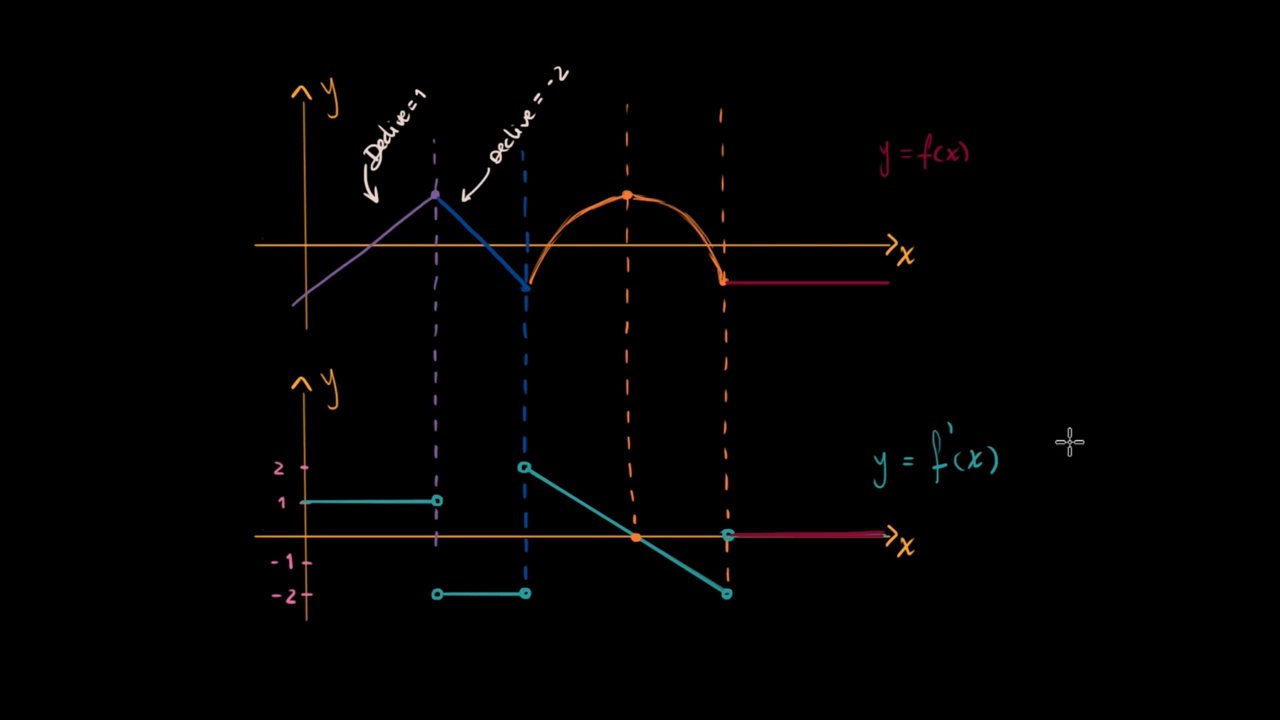 y
Declive=1
Declive = -2
y = f(x)
x
y
y = f'(x)
2
1
-1
-2
x